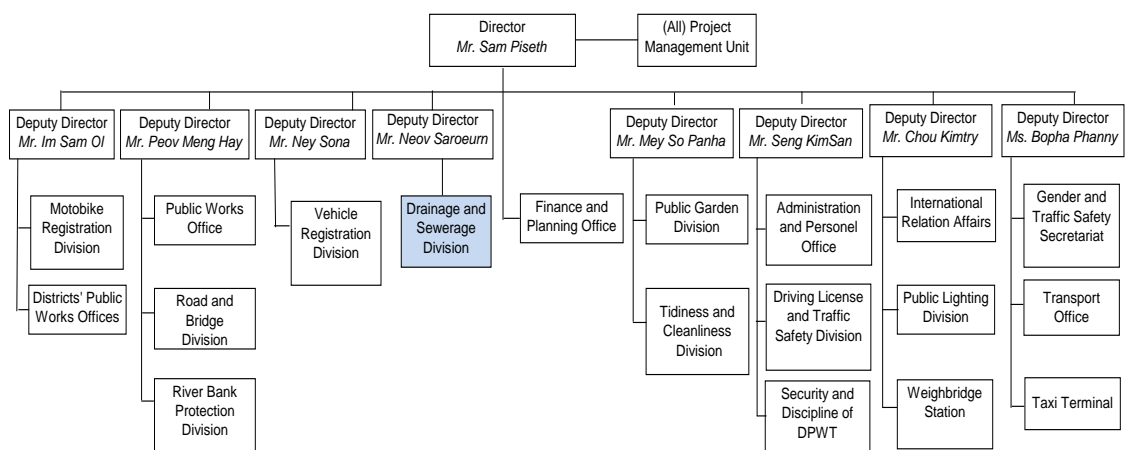 Director
Mr. Sam Piseth
(All) Project
Management Unit
Deputy Director
Mr. Im Sam Ol
Deputy Director
Mr. Peov Meng Hay
Deputy Director
Mr. Ney Sona
Deputy Director
Mr. Neov Saroeurn
Deputy Director
Mr. Mey So Panha
Deputy Director
Mr. Seng KimSan
Deputy Director
Mr. Chou Kimtry
Deputy Director
Ms. Bopha Phanny
Motobike
Registration
Division
Public Works
Office
Vehicle
Registration
Division
Drainage and
Sewerage
Division
Finance and
Planning Office
Public Garden
Division
Administration
and Personel
Office
International
Relation Affairs
Gender and
Traffic Safety
Secretariat
Districts' Public
Works Offices
Road and
Bridge
Division
Tidiness and
Cleanliness
Division
Driving License
and Traffic
Safety Division
Public Lighting
Division
Transport
Office
River Bank
Protection
Division
Security and
Discipline of
DPWT
Weighbridge
Station
Taxi Terminal